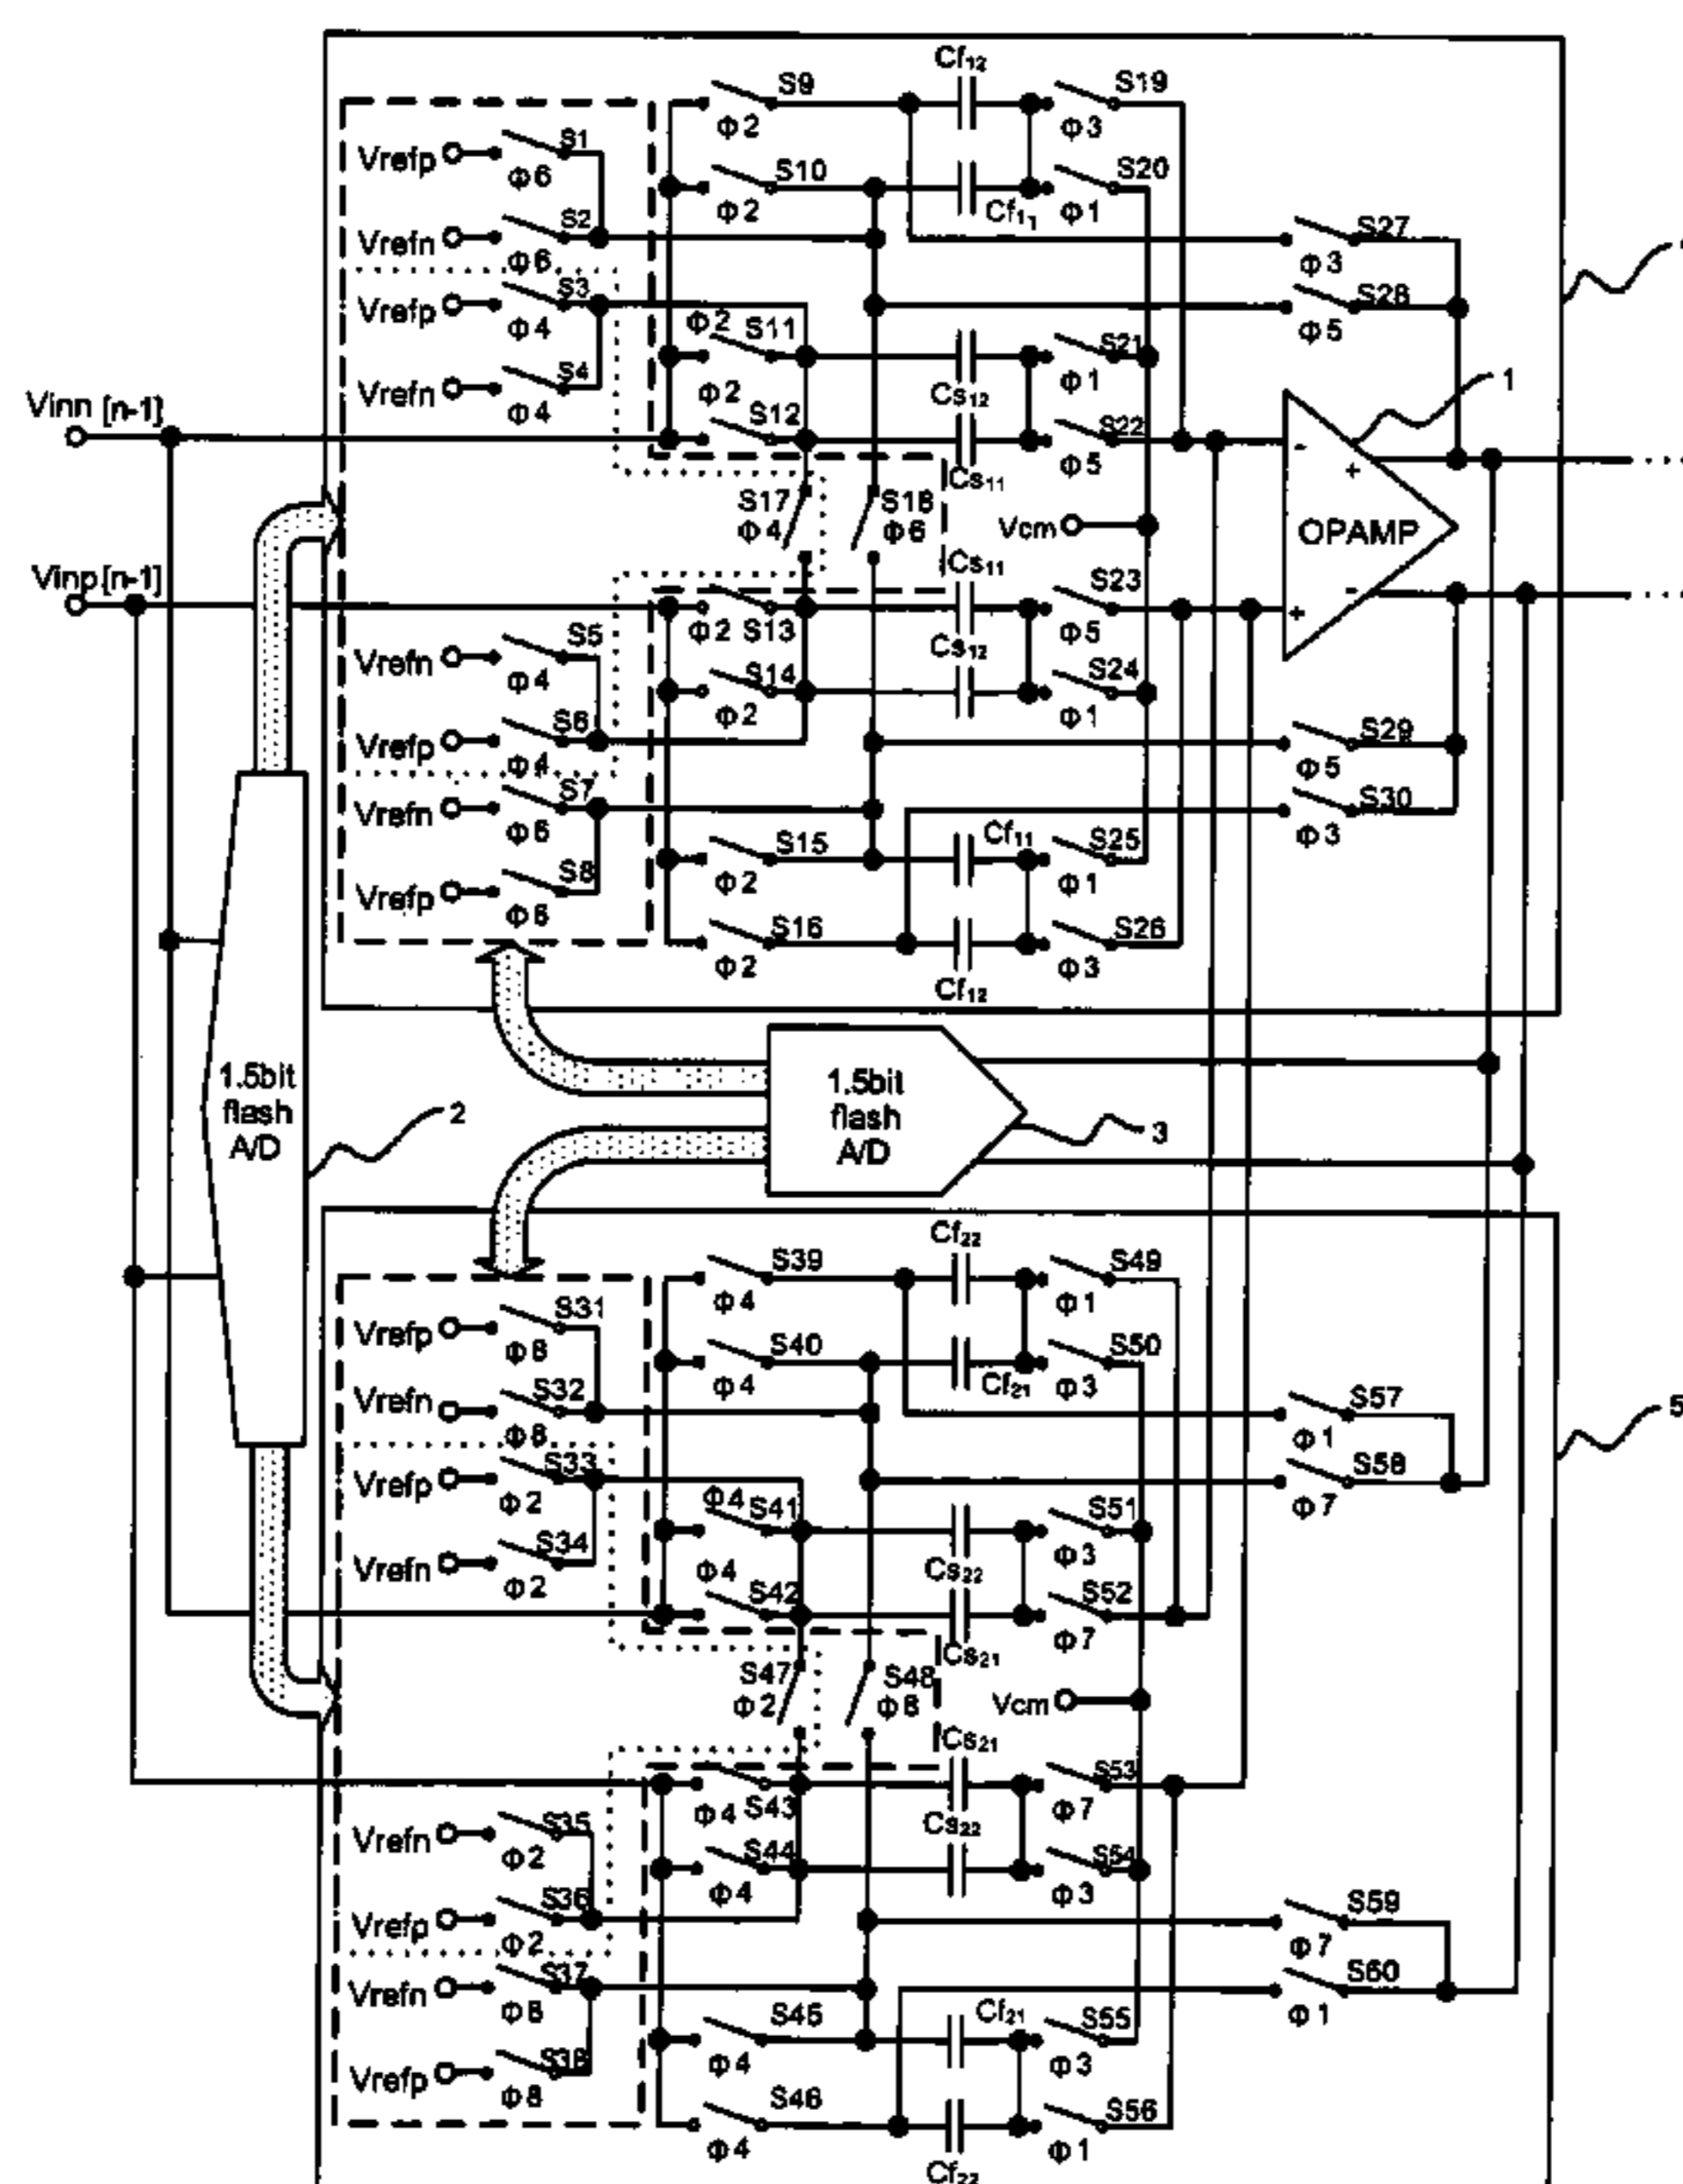 Cf₁₂
S9
S19
Φ2
Φ3
Vrefp
S1
Φ6
S10
S20
Φ2
Cf₁₁
Φ1
Vrefn
S2
Φ6
S27
Φ3
Vrefp
S3
Φ4
S28
Φ5
Φ2
S11
S21
Φ1
Vrefn
S4
Φ4
Cs₁₂
1
Vinn [n-1]
Φ2
S12
S22
Φ5
-
+
Cs₁₁
S17
Φ4
S18
Φ6
Vcm
OPAMP
Vinp [n-1]
Cs₁₁
S23
-
+
Φ2
S13
Φ5
Vrefn
S5
Φ4
Cs₁₂
S14
S24
Φ2
Φ1
Vrefp
S6
Φ4
S29
Φ5
Vrefn
S7
Φ6
S30
Φ3
S15
Cf₁₁
S25
Φ2
Φ1
Vrefp
S8
Φ6
S16
S26
Φ2
Φ3
Cf₁₂
1.5bit
flash
A/D
2
1.5bit
flash
A/D
3
Cf₂₂
S39
S49
Φ4
Φ1
Vrefp
S31
Φ8
S40
S50
Φ4
Cf₂₁
Φ3
Vrefn
S32
Φ8
S57
Φ1
5
Vrefp
S33
Φ2
S58
Φ7
Φ4
S41
S51
Φ3
Vrefn
S34
Φ2
Cs₂₂
Φ4
S42
S52
Φ7
Cs₂₁
S47
Φ2
S48
Φ8
Vcm
Cs₂₁
S53
Φ4
S43
Φ7
Vrefn
S35
Φ2
Cs₂₂
S44
S54
Φ4
Φ3
Vrefp
S36
Φ2
S59
Φ7
Vrefn
S37
Φ8
S60
Φ1
S45
Cf₂₁
S55
Φ4
Φ3
Vrefp
S38
Φ8
S46
S56
Φ4
Φ1
Cf₂₂